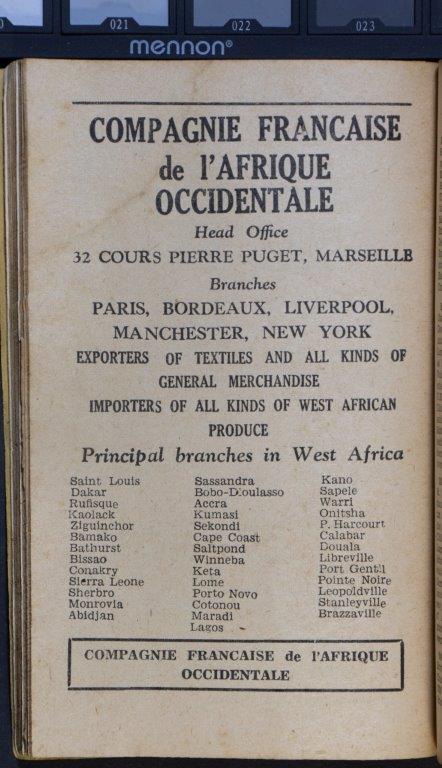 021
022
023
mennon®
COMPAGNIE FRANCAISE
de l'AFRIQUE
OCCIDENTALE
Head Office
32 COURS PIERRE PUGET, MARSEILLE
Branches
PARIS, BORDEAUX, LIVERPOOL,
MANCHESTER, NEW YORK
EXPORTERS OF TEXTILES AND ALL KINDS OF
GENERAL MERCHANDISE
IMPORTERS OF ALL KINDS OF WEST AFRICAN
PRODUCE
Principal branches in West Africa
Saint Louis
Dakar
Rufisque
Kaolack
Ziguinchor
Bamako
Bathurst
Bissao
Conakry
Sierra Leone
Sherbro
Monrovia
Abidjan
Sassandra
Bobo-Dioulasso
Accra
Kumasi
Sekondi
Cape Coast
Saltpond
Winneba
Keta
Lome
Porto Novo
Cotonou
Maradi
Lagos
Kano
Sapele
Warri
Onitsha
P. Harcourt
Calabar
Douala
Libreville
Port Gentil
Pointe Noire
Leopoldville
Stanleyville
Brazzaville
COMPAGNIE FRANCAISE de l'AFRIQUE
OCCIDENTALE